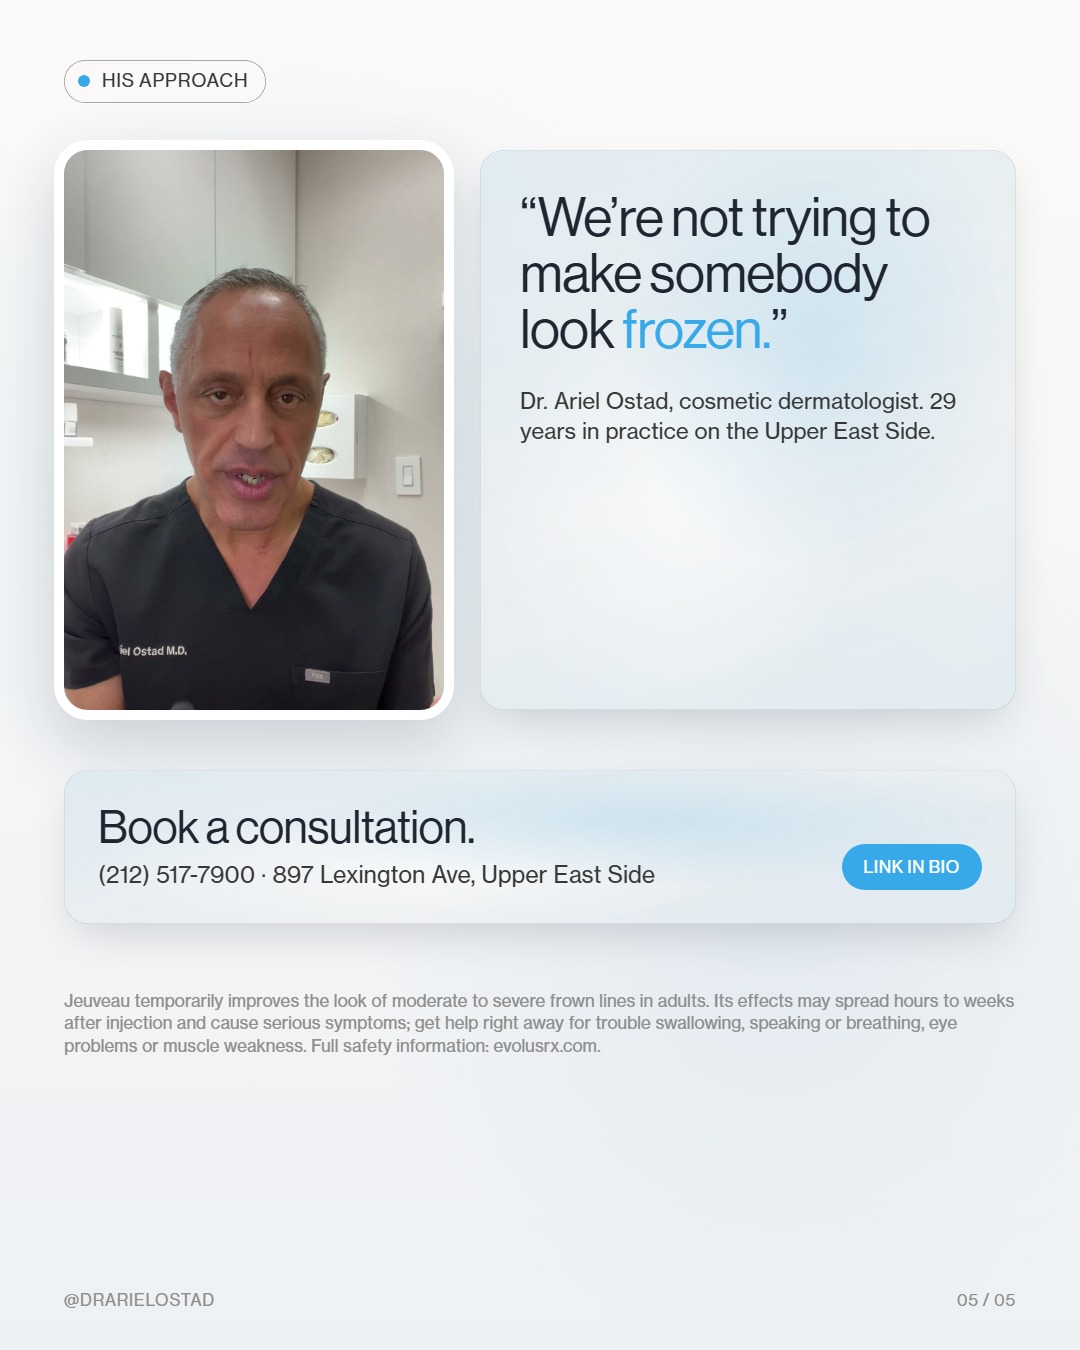 HIS APPROACH
“We’re not trying to
make somebody
look frozen.”
Dr. Ariel Ostad, cosmetic dermatologist. 29
years in practice on the Upper East Side.
iel Ostad M.D.
Book a consultation.
(212) 517-7900 · 897 Lexington Ave, Upper East Side
LINK IN BIO
Jeuveau temporarily improves the look of moderate to severe frown lines in adults. Its effects may spread hours to weeks
after injection and cause serious symptoms; get help right away for trouble swallowing, speaking or breathing, eye
problems or muscle weakness. Full safety information: evolusrx.com.
@DRARIELOSTAD
05 / 05